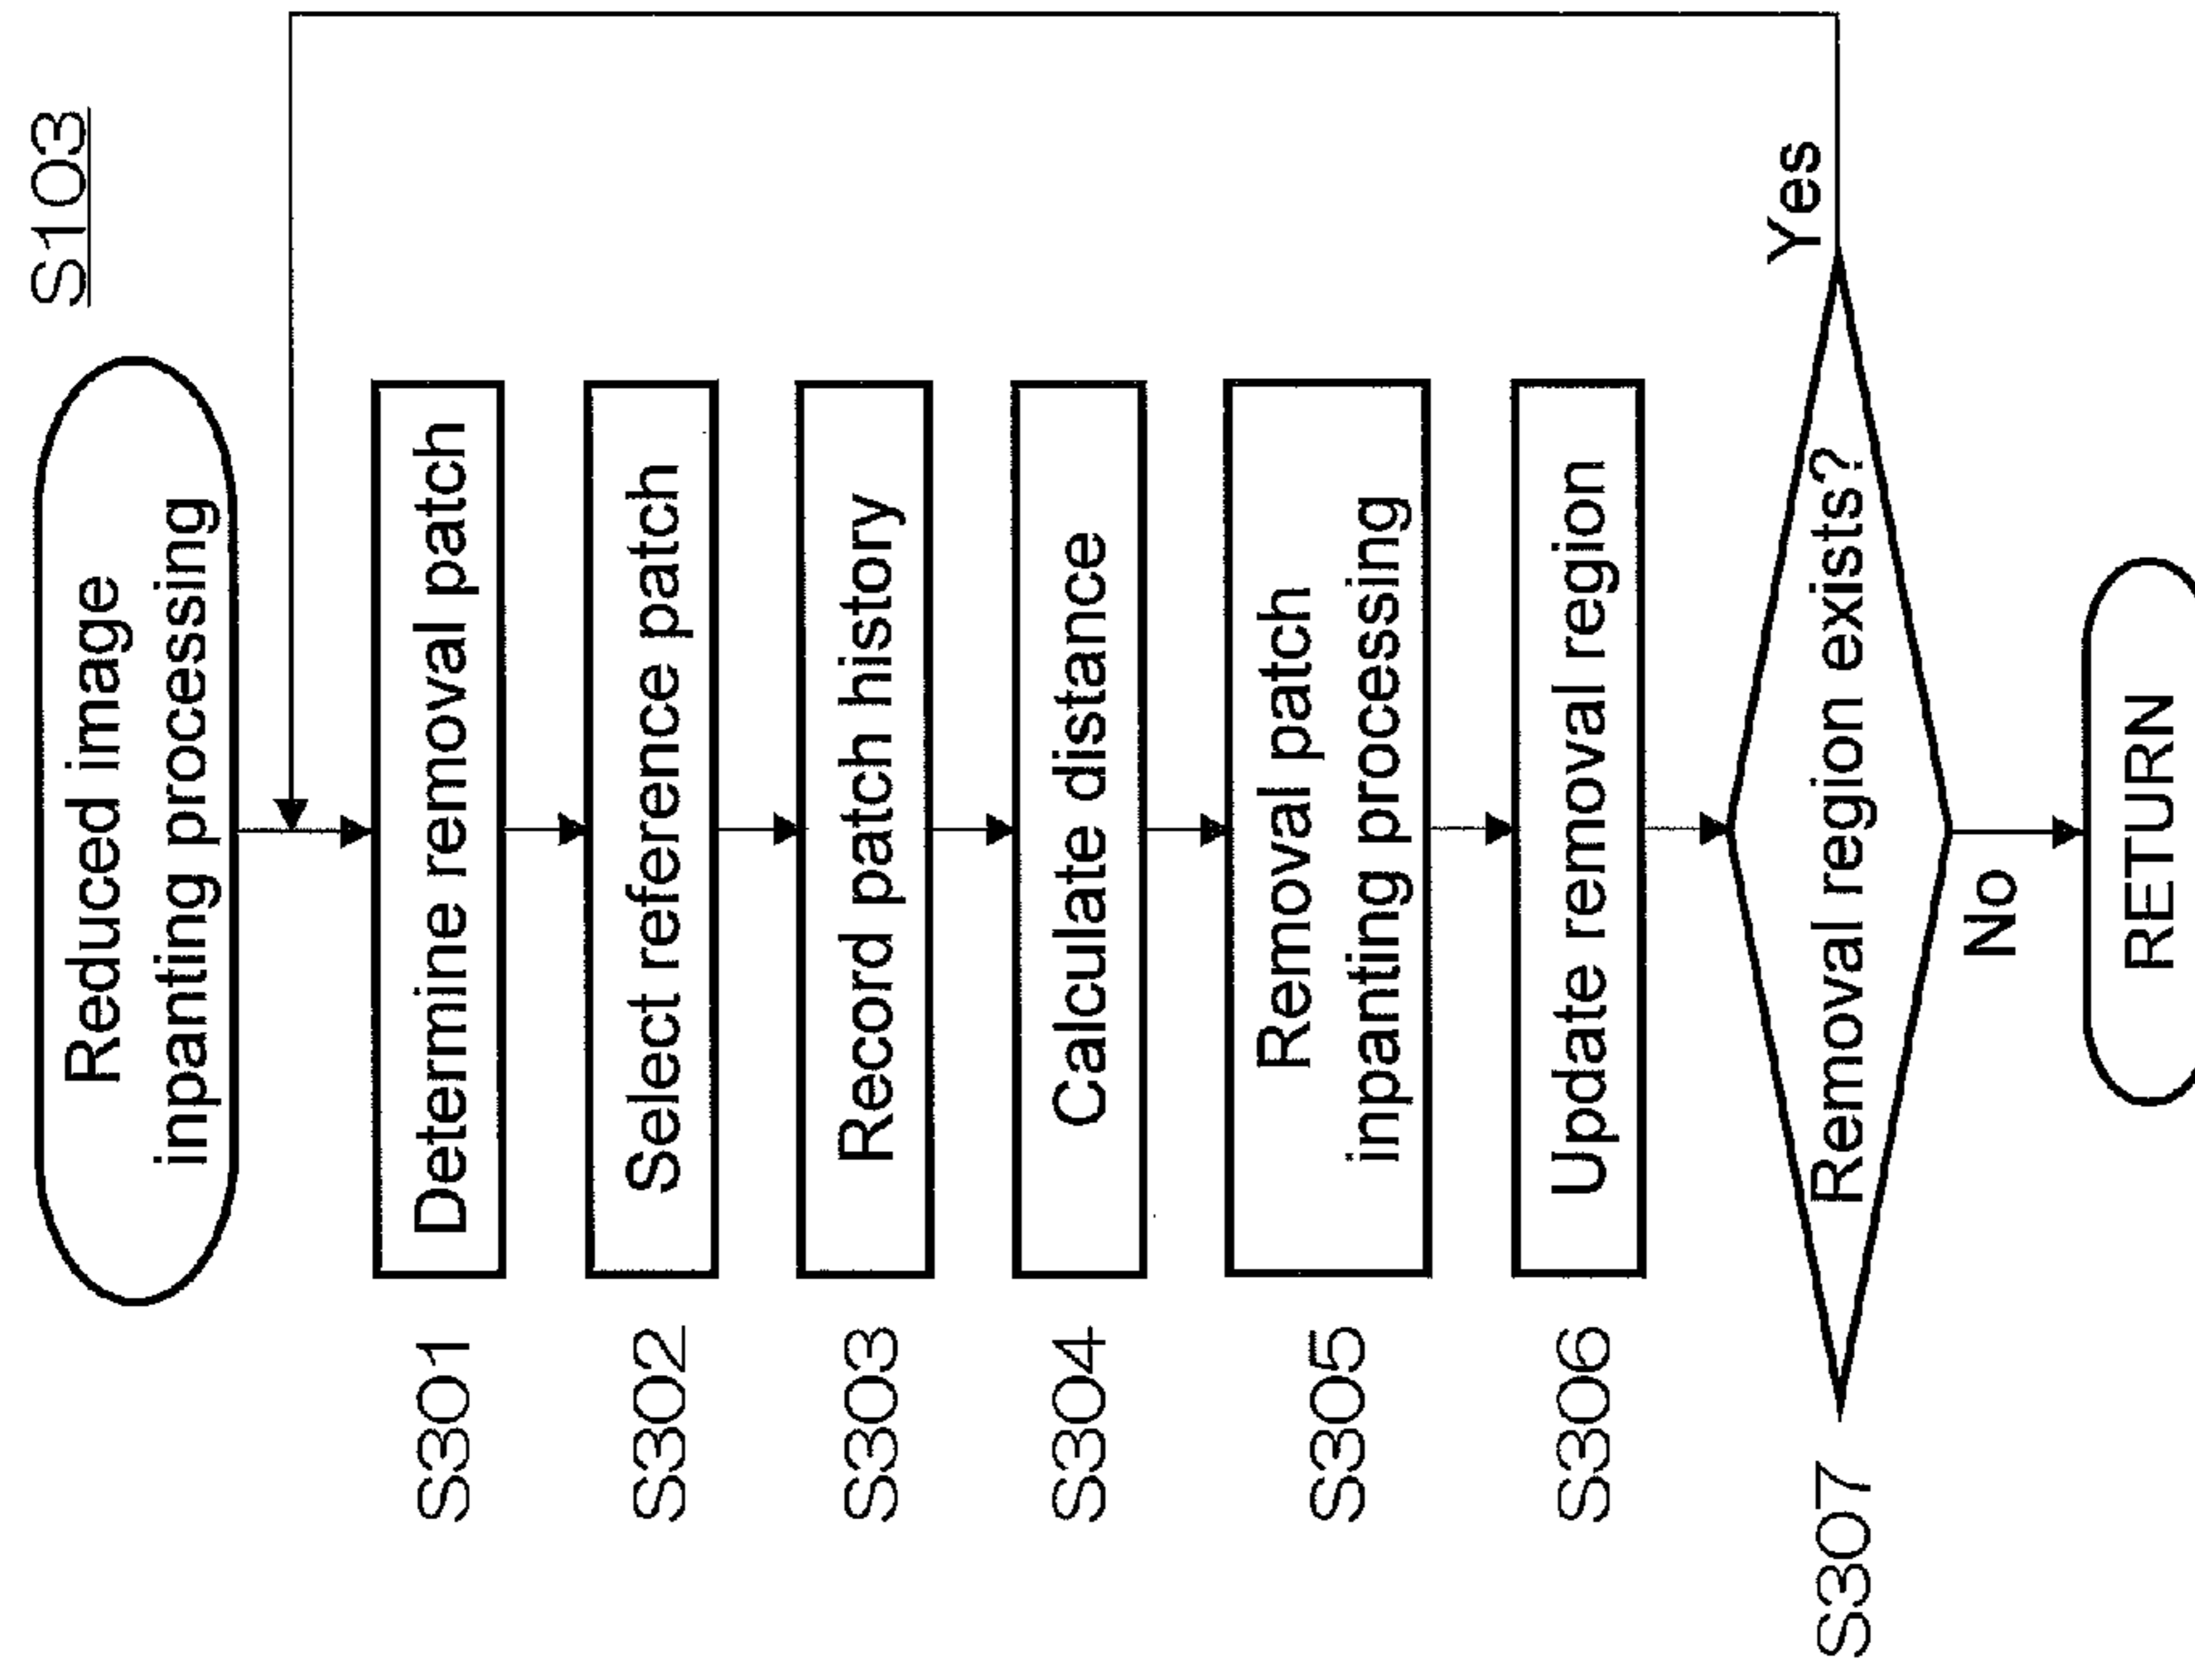 S103
Reduced image
inpanting processing
S301
Determine removal patch
S302
Select reference patch
S303
Record patch history
S304
Calculate distance
S305
Removal patch
inpanting processing
S306
Update removal region
S307
Removal region exists?
Yes
No
RETURN